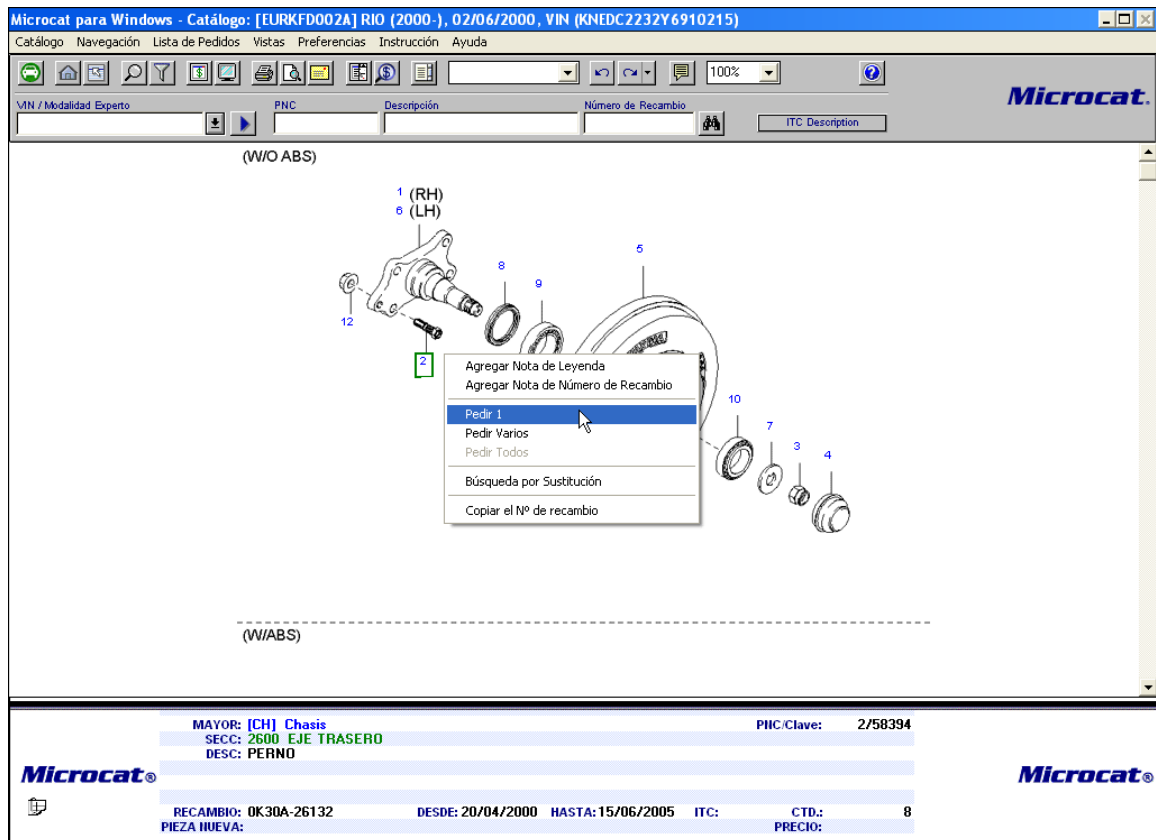 Microcat para Windows - Catálogo: [EURKFD002A] RIO (2000-), 02/06/2000, VIN (KNEDC2232Y6910215)
Catálogo Navegación Lista de Pedidos Vistas Preferencias Instrucción Ayuda
100%
VIN / Modalidad Experto PNC Descripción Número de Recambio
ITC Description
Microcat.
(W/O ABS)
1 (RH)
6 (LH)
5
8
9
12
2
Agregar Nota de Leyenda
Agregar Nota de Número de Recambio
Pedir 1
Pedir Varios
Pedir Todos
Búsqueda por Sustitución
Copiar el Nº de recambio
10
7
3
4
(W/ABS)
MAYOR: [CH] Chasis PNC/Clave: 2/58394
SECC: 2600 EJE TRASERO
DESC: PERNO
Microcat® Microcat®
RECAMBIO: 0K30A-26132 DESDE: 20/04/2000 HASTA: 15/06/2005 ITC: CTD.: 8
PIEZA NUEVA: PRECIO: